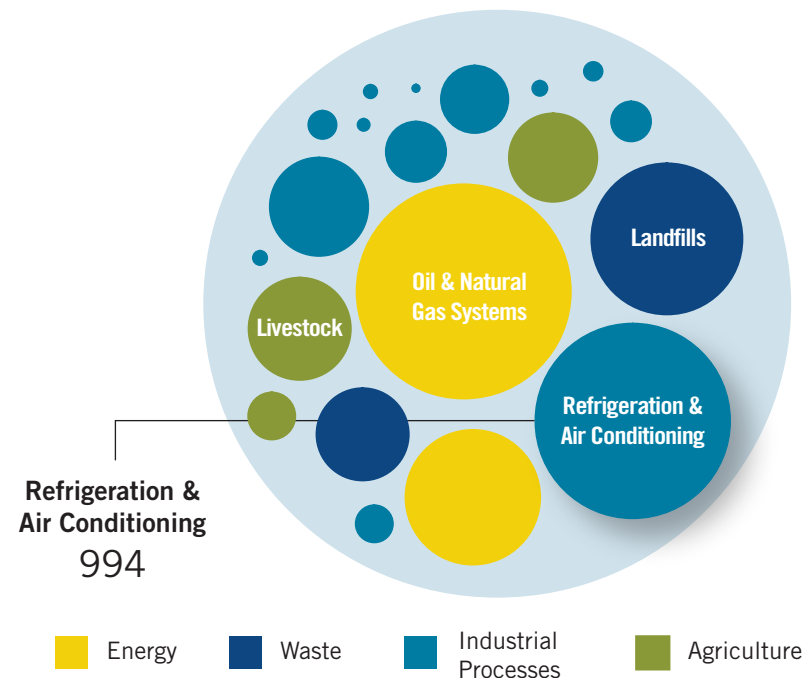 Landfills
Oil & Natural
Gas Systems
Livestock
Refrigeration &
Air Conditioning
Refrigeration &
Air Conditioning
994
Energy
Waste
Industrial
Processes
Agriculture